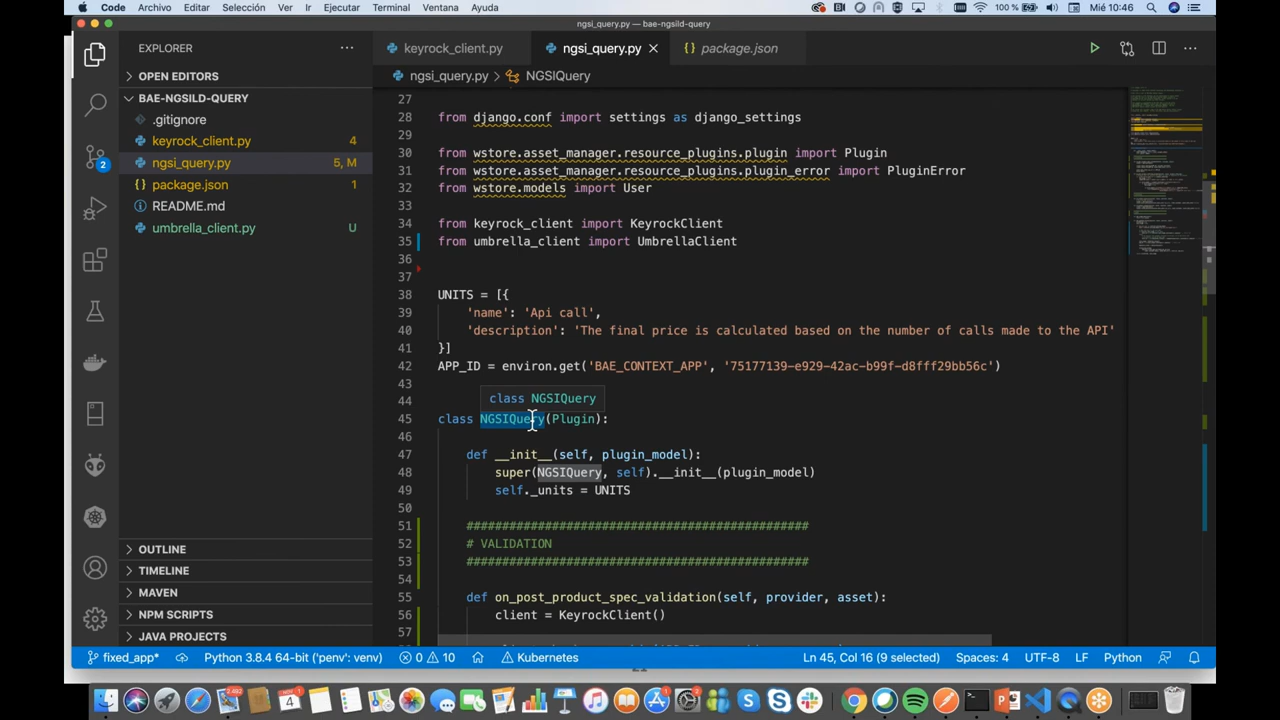 Code Archivo Editar Selección Ver Ir Ejecutar Terminal Ventana Ayuda 100 % Mié 10:46
ngsi_query.py — bae-ngsild-query
EXPLORER
keyrock_client.py
ngsi_query.py
package.json
ngsi_query.py > NGSIQuery
OPEN EDITORS
BAE-NGSILD-QUERY
.gitignore
keyrock_client.py 4
ngsi_query.py 5, M
package.json 1
README.md
umbrella_client.py U
OUTLINE
TIMELINE
MAVEN
NPM SCRIPTS
JAVA PROJECTS
2
27
28 from django.conf import settings as django_settings
29
30 from wstore.asset_manager.resource_plugins.plugin import Plugin
31 from wstore.asset_manager.resource_plugins.plugin_error import PluginError
32 from wstore.models import User
33
34 from keyrock_client import KeyrockClient
35 from umbrella_client import UmbrellaClient
36
37
38 UNITS = [{
39 'name': 'Api call',
40 'description': 'The final price is calculated based on the number of calls made to the API'
41 }]
42 APP_ID = environ.get('BAE_CONTEXT_APP', '75177139-e929-42ac-b99f-d8fff29bb56c')
43
44
class NGSIQuery
45 class NGSIQuery(Plugin):
46
47 def __init__(self, plugin_model):
48 super(NGSIQuery, self).__init__(plugin_model)
49 self._units = UNITS
50
51 ################################################
52 # VALIDATION
53 ################################################
54
55 def on_post_product_spec_validation(self, provider, asset):
56 client = KeyrockClient()
57
fixed_app* Python 3.8.4 64-bit ('penv': venv) 0 10 Kubernetes Ln 45, Col 16 (9 selected) Spaces: 4 UTF-8 LF Python